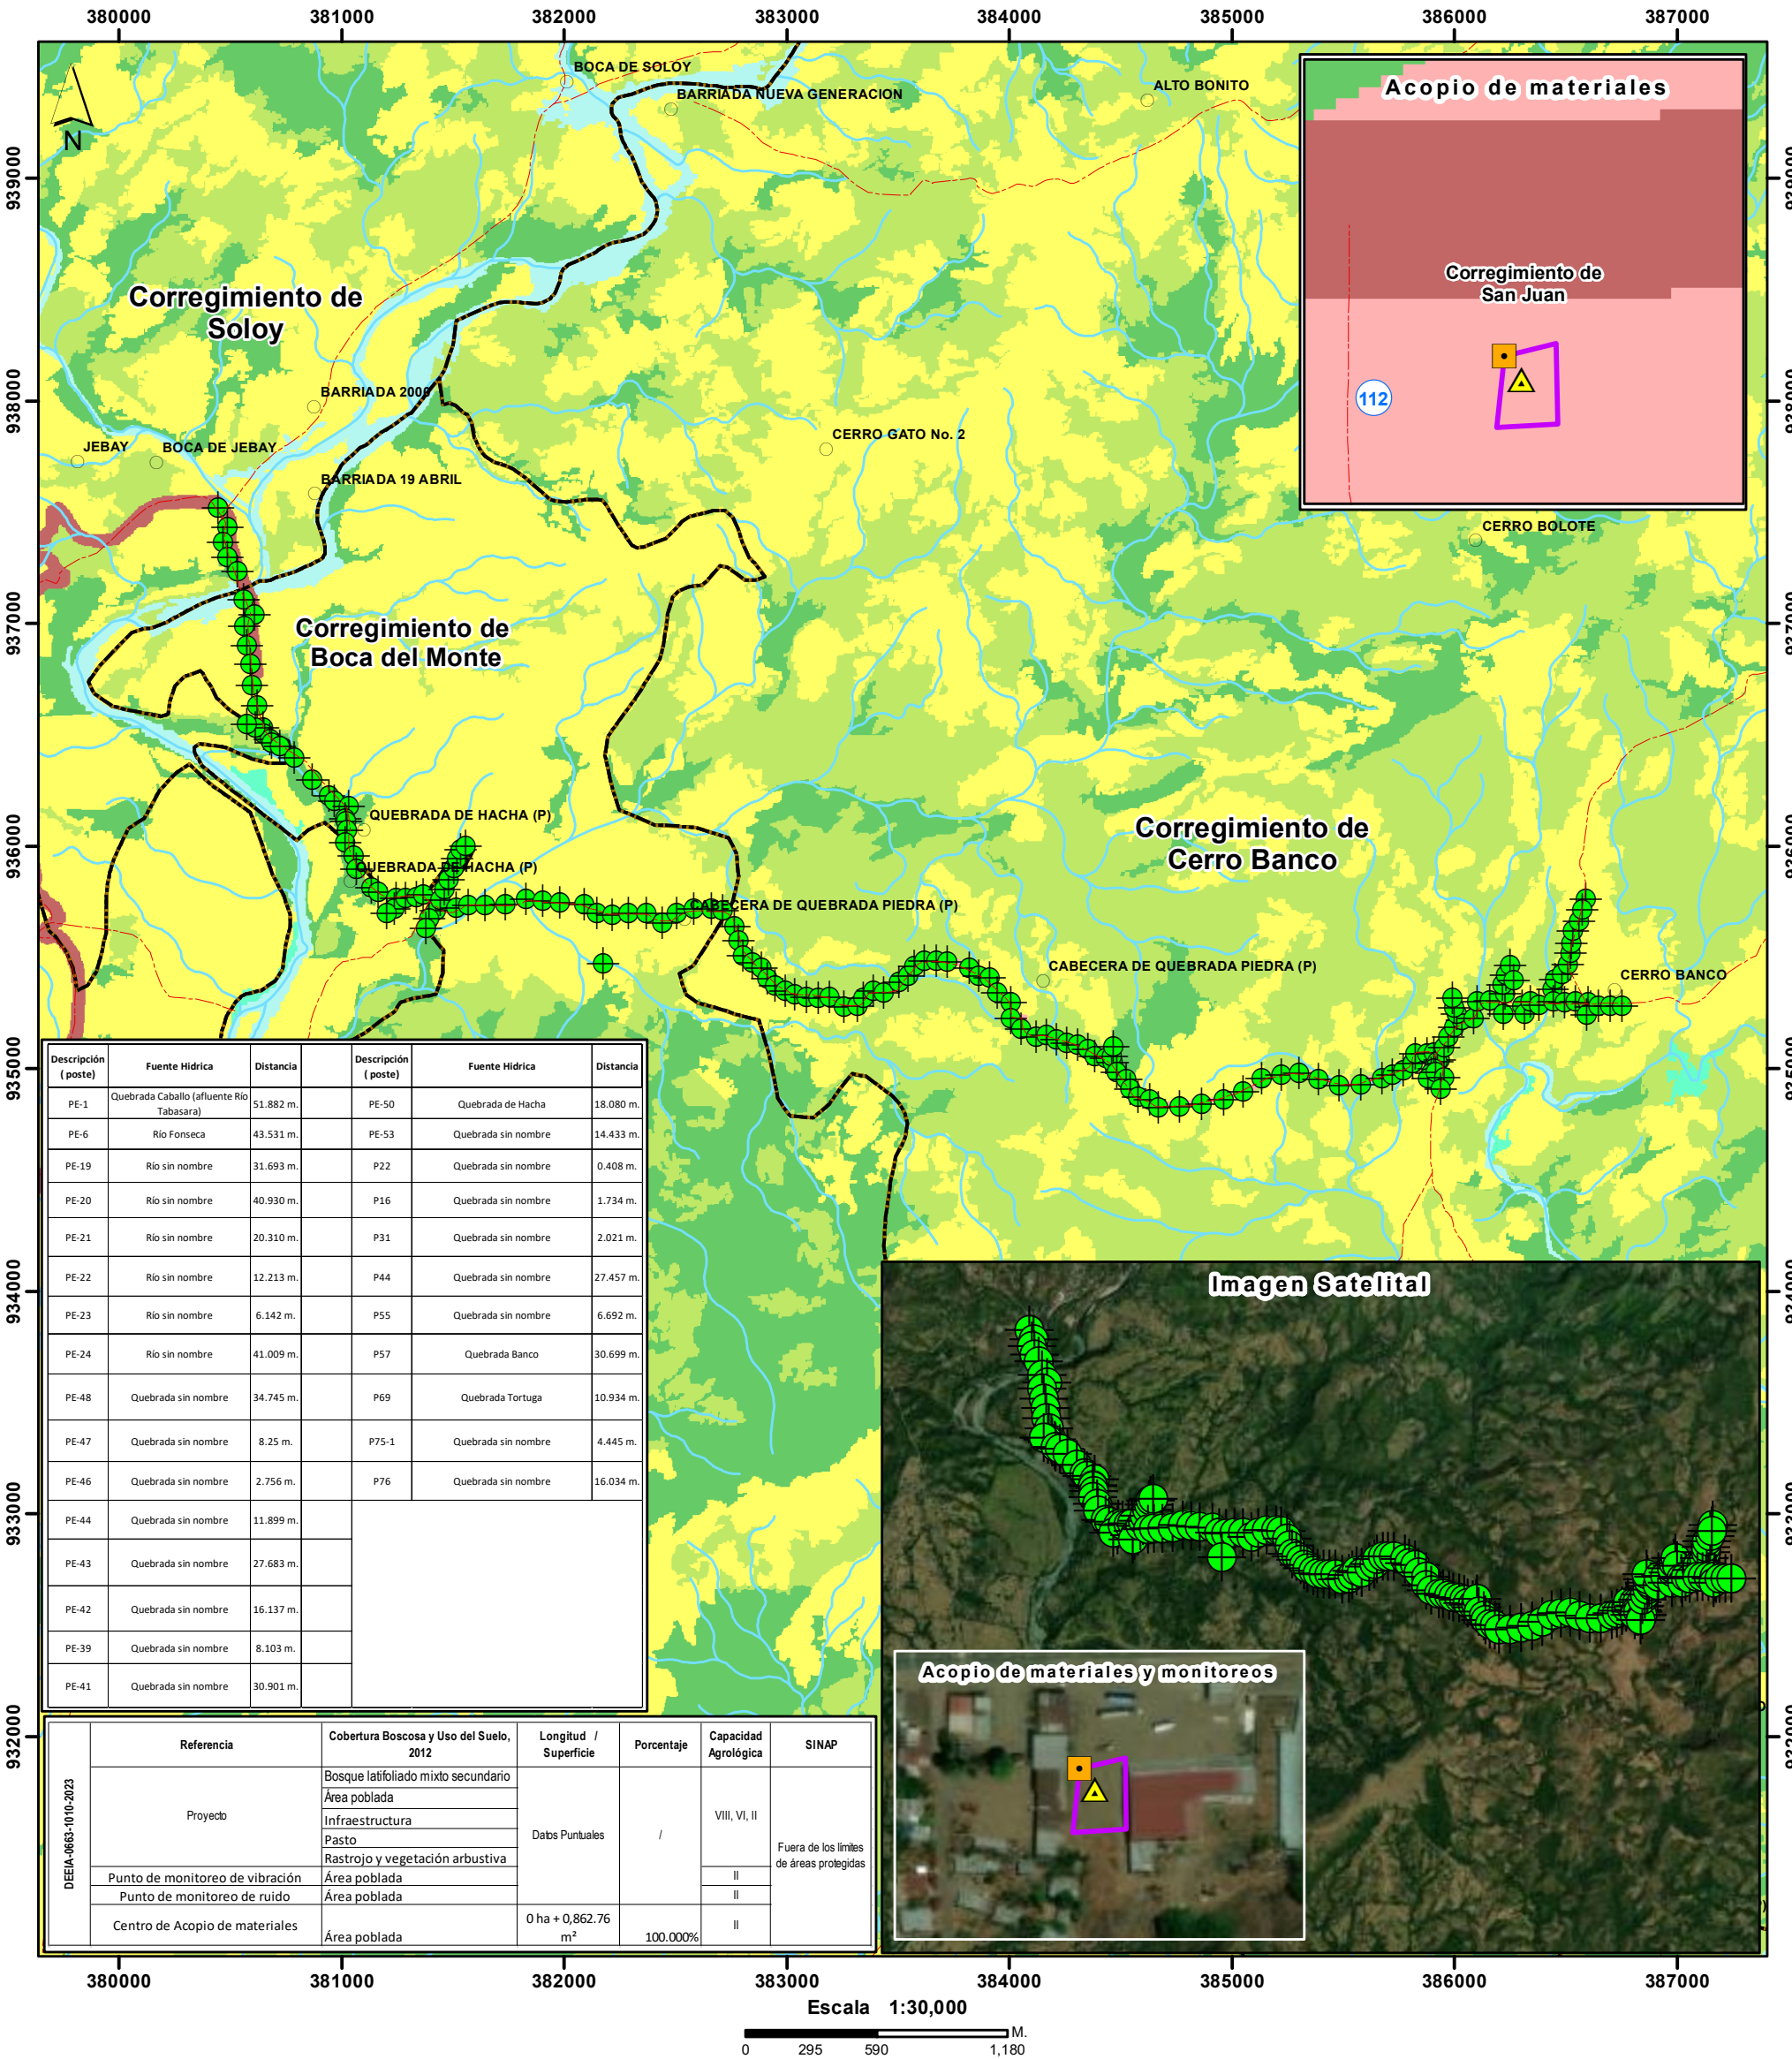 380000 381000 382000 383000 384000 385000 386000 387000
939000
938000
937000
936000
935000
934000
933000
932000
N
BOCA DE SOLOY
BARRIADA NUEVA GENERACION
ALTO BONITO
Acopio de materiales
Corregimiento de
San Juan
112
Corregimiento de
Soloy
BARRIADA 2006
JEBAY
BOCA DE JEBAY
CERRO GATO No. 2
BARRIADA 19 ABRIL
CERRO BOLOTE
Corregimiento de
Boca del Monte
QUEBRADA DE HACHA (P)
QUEBRADA DE HACHA (P)
Corregimiento de
Cerro Banco
CABECERA DE QUEBRADA PIEDRA (P)
CABECERA DE QUEBRADA PIEDRA (P)
CERRO BANCO
Descripción (poste) Fuente Hidrica Distancia Descripción (poste) Fuente Hidrica Distancia
PE-1 Quebrada Caballo (afluente Río Tabasara) 51.882 m. PE-50 Quebrada de Hacha 18.080 m.
PE-6 Río Fonseca 43.531 m. PE-53 Quebrada sin nombre 14.433 m.
PE-19 Río sin nombre 31.693 m. P22 Quebrada sin nombre 0.408 m.
PE-20 Río sin nombre 40.930 m. P16 Quebrada sin nombre 1.734 m.
PE-21 Río sin nombre 20.310 m. P31 Quebrada sin nombre 2.021 m.
PE-22 Río sin nombre 12.213 m. P44 Quebrada sin nombre 27.457 m.
PE-23 Río sin nombre 6.142 m. P55 Quebrada sin nombre 6.692 m.
PE-24 Río sin nombre 41.009 m. P57 Quebrada Banco 30.699 m.
PE-48 Quebrada sin nombre 34.745 m. P69 Quebrada Tortuga 10.934 m.
PE-47 Quebrada sin nombre 8.25 m. P75-1 Quebrada sin nombre 4.445 m.
PE-46 Quebrada sin nombre 2.756 m. P76 Quebrada sin nombre 16.034 m.
PE-44 Quebrada sin nombre 11.899 m.
PE-43 Quebrada sin nombre 27.683 m.
PE-42 Quebrada sin nombre 16.137 m.
PE-39 Quebrada sin nombre 8.103 m.
PE-41 Quebrada sin nombre 30.901 m.
Imagen Satelital
Acopio de materiales y monitoreos
DEEIA-0663-1010-2023
Referencia Cobertura Boscosa y Uso del Suelo, 2012 Longitud / Superficie Porcentaje Capacidad Agrológica SINAP
Proyecto
Bosque latifoliado mixto secundario
Área poblada
Infraestructura
Pasto
Rastrojo y vegetación arbustiva
Datos Puntuales / VIII, VI, II
Fuera de los límites de áreas protegidas
Punto de monitoreo de vibración Área poblada II
Punto de monitoreo de ruido Área poblada II
Centro de Acopio de materiales Área poblada 0 ha + 0,862.76 m² 100.000% II
380000 381000 382000 383000 384000 385000 386000 387000
Escala 1:30,000
0 295 590 1,180 M.